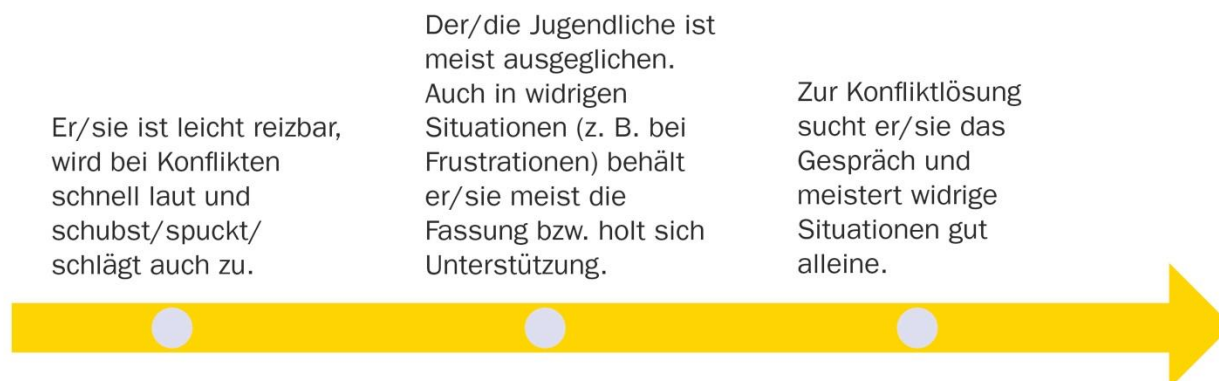 Er/sie ist leicht reizbar,
wird bei Konflikten
schnell laut und
schubst/spuckt/
schlägt auch zu.
Der/die Jugendliche ist
meist ausgeglichen.
Auch in widrigen
Situationen (z. B. bei
Frustrationen) behält
er/sie meist die
Fassung bzw. holt sich
Unterstützung.
Zur Konfliktlösung
sucht er/sie das
Gespräch und
meistert widrige
Situationen gut
alleine.